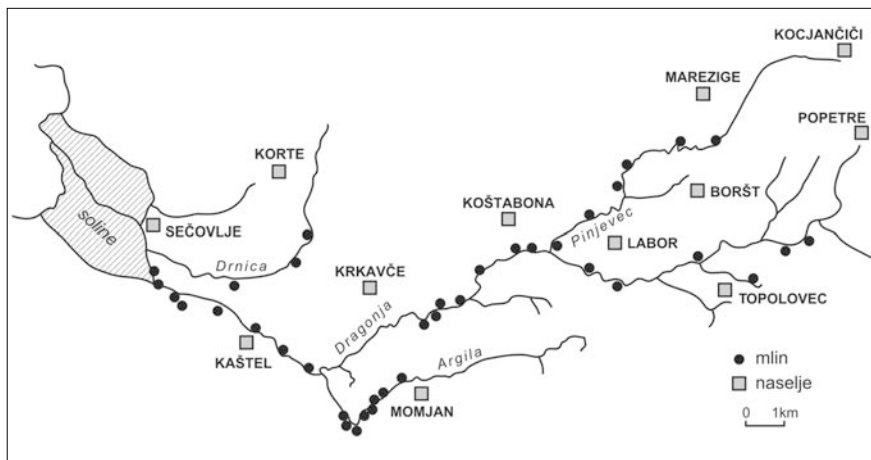 KOCJANČIČI
MAREZIGE
POPETRE
KORTE
BORŠT
KOŠTABONA
soline
SEČOVLJE
Pinjevec
LABOR
Drnica
KRKAVČE
TOPOLOVEC
Dragonja
KAŠTEL
Argila
mlin
naselje
MOMJAN
0 1km